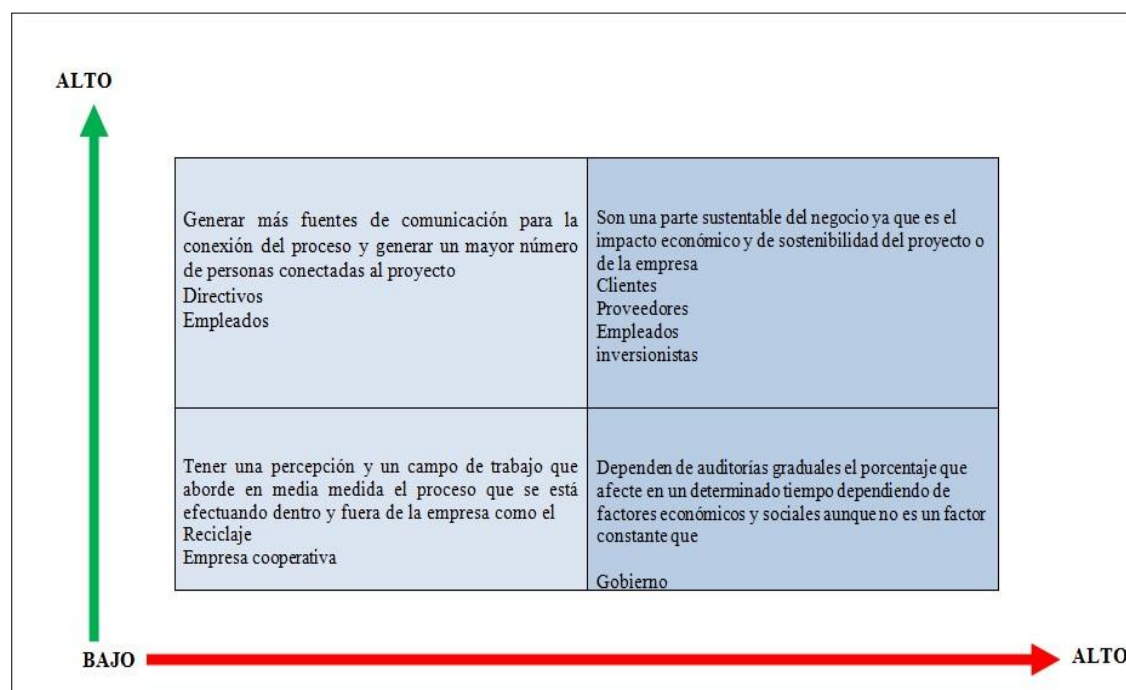 ALTO
Generar más fuentes de comunicación para la
conexión del proceso y generar un mayor número
de personas conectadas al proyecto
Directivos
Empleados
Son una parte sustentable del negocio ya que es el
impacto económico y de sostenibilidad del proyecto o
de la empresa
Clientes
Proveedores
Empleados
inversionistas
Tener una percepción y un campo de trabajo que
aborde en media medida el proceso que se está
efectuando dentro y fuera de la empresa como el
Reciclaje
Empresa cooperativa
Dependen de auditorías graduales el porcentaje que
afecte en un determinado tiempo dependiendo de
factores económicos y sociales aunque no es un factor
constante que
Gobierno
BAJO
ALTO